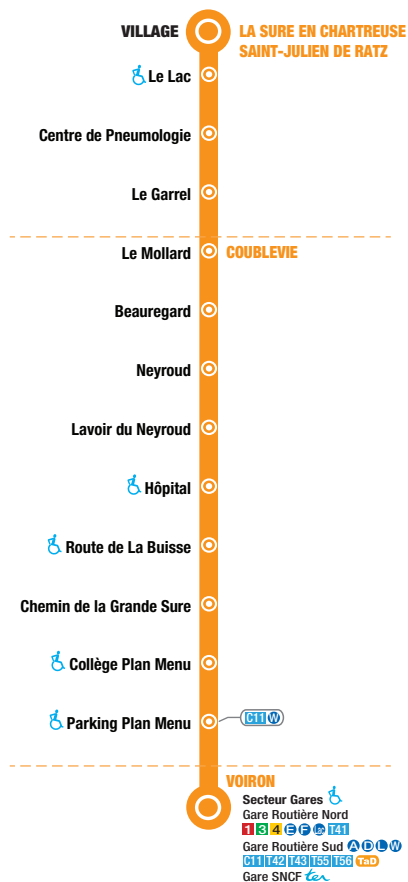 VILLAGE
LA SURE EN CHARTREUSE
SAINT-JULIEN DE RATZ
Le Lac
Centre de Pneumologie
Le Garrel
Le Mollard
COUBLEVIE
Beauregard
Neyroud
Lavoir du Neyroud
Hôpital
Route de La Buisse
Chemin de la Grande Sure
Collège Plan Menu
Parking Plan Menu
C11 W
VOIRON
Secteur Gares
Gare Routière Nord
1 3 4 E F Lac T41
Gare Routière Sud A D L W
C11 T42 T43 T55 T56 TaD
Gare SNCF ter